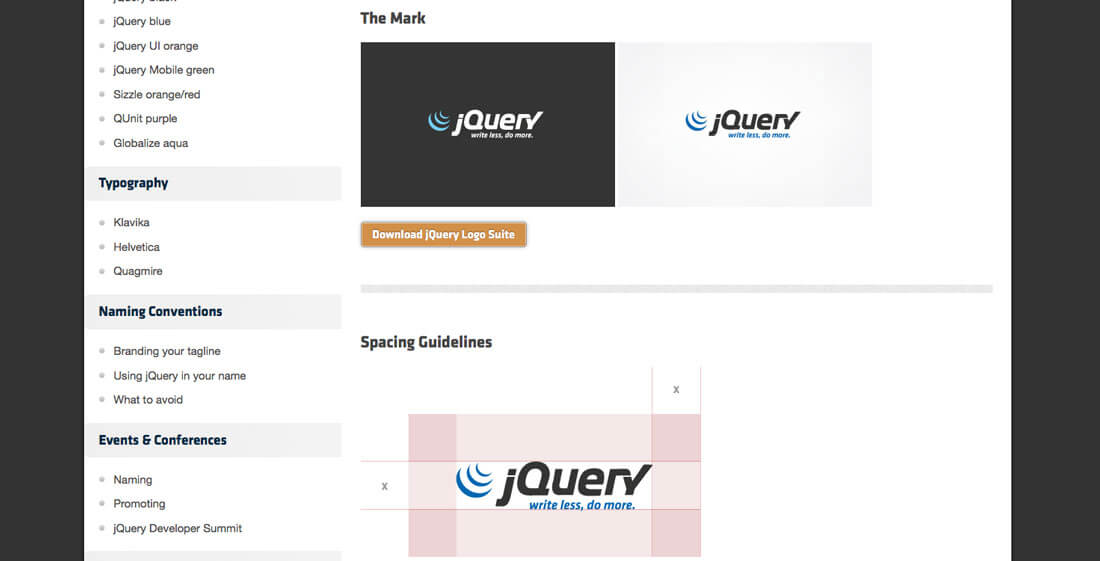 jQuery blue
jQuery UI orange
jQuery Mobile green
Sizzle orange/red
QUnit purple
Globalize aqua
Typography
Klavika
Helvetica
Quagmire
Naming Conventions
Branding your tagline
Using jQuery in your name
What to avoid
Events & Conferences
Naming
Promoting
jQuery Developer Summit
The Mark
jQuery
write less, do more.
jQuery
write less, do more.
Download jQuery Logo Suite
Spacing Guidelines
x
x
jQuery
write less, do more.